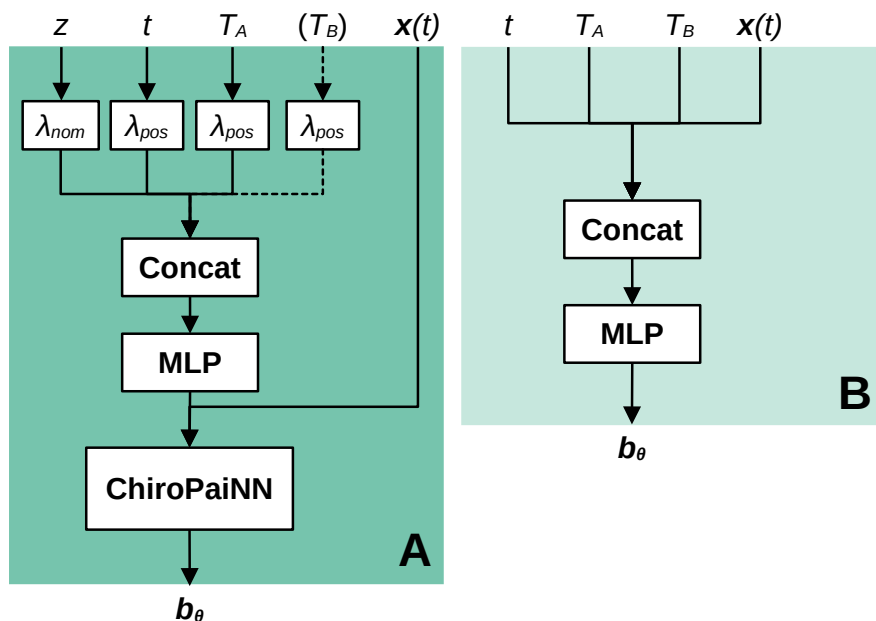 z t T_A (T_B) x(t)
λ_nom λ_pos λ_pos λ_pos
Concat
MLP
ChiroPaiNN
A
b_θ
t T_A T_B x(t)
Concat
MLP
B
b_θ